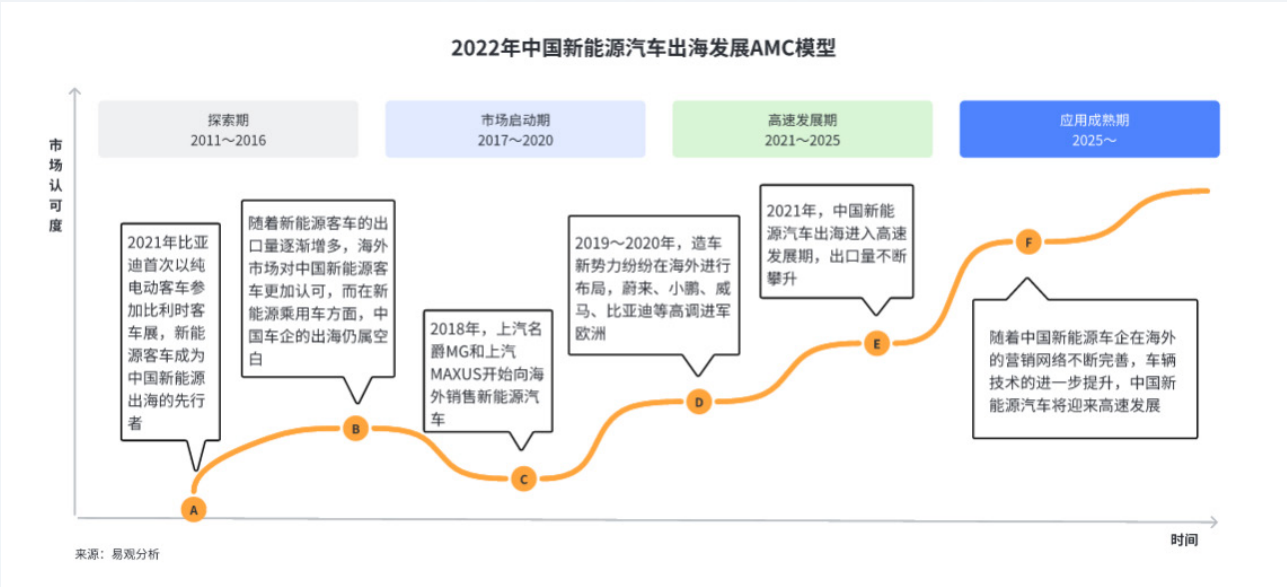 2022年中国新能源汽车出海发展AMC模型
探索期
2011～2016
市场启动期
2017～2020
高速发展期
2021～2025
应用成熟期
2025～
市
场
认
可
度
2021年比亚
迪首次以纯
电动客车参
加比利时客
车展，新能
源客车成为
中国新能源
出海的先行
者
随着新能源客车的出
口量逐渐增多，海外
市场对中国新能源客
车更加认可，而在新
能源乘用车方面，中
国车企的出海仍属空
白
2018年，上汽名
爵MG和上汽
MAXUS开始向海
外销售新能源汽
车
2019～2020年，造车
新势力纷纷在海外进行
布局，蔚来、小鹏、威
马、比亚迪等高调进军
欧洲
2021年，中国新能
源汽车出海进入高速
发展期，出口量不断
攀升
随着中国新能源车企在海外
的营销网络不断完善，车辆
技术的进一步提升，中国新
能源汽车将迎来高速发展
A
B
C
D
E
F
时间
来源：易观分析